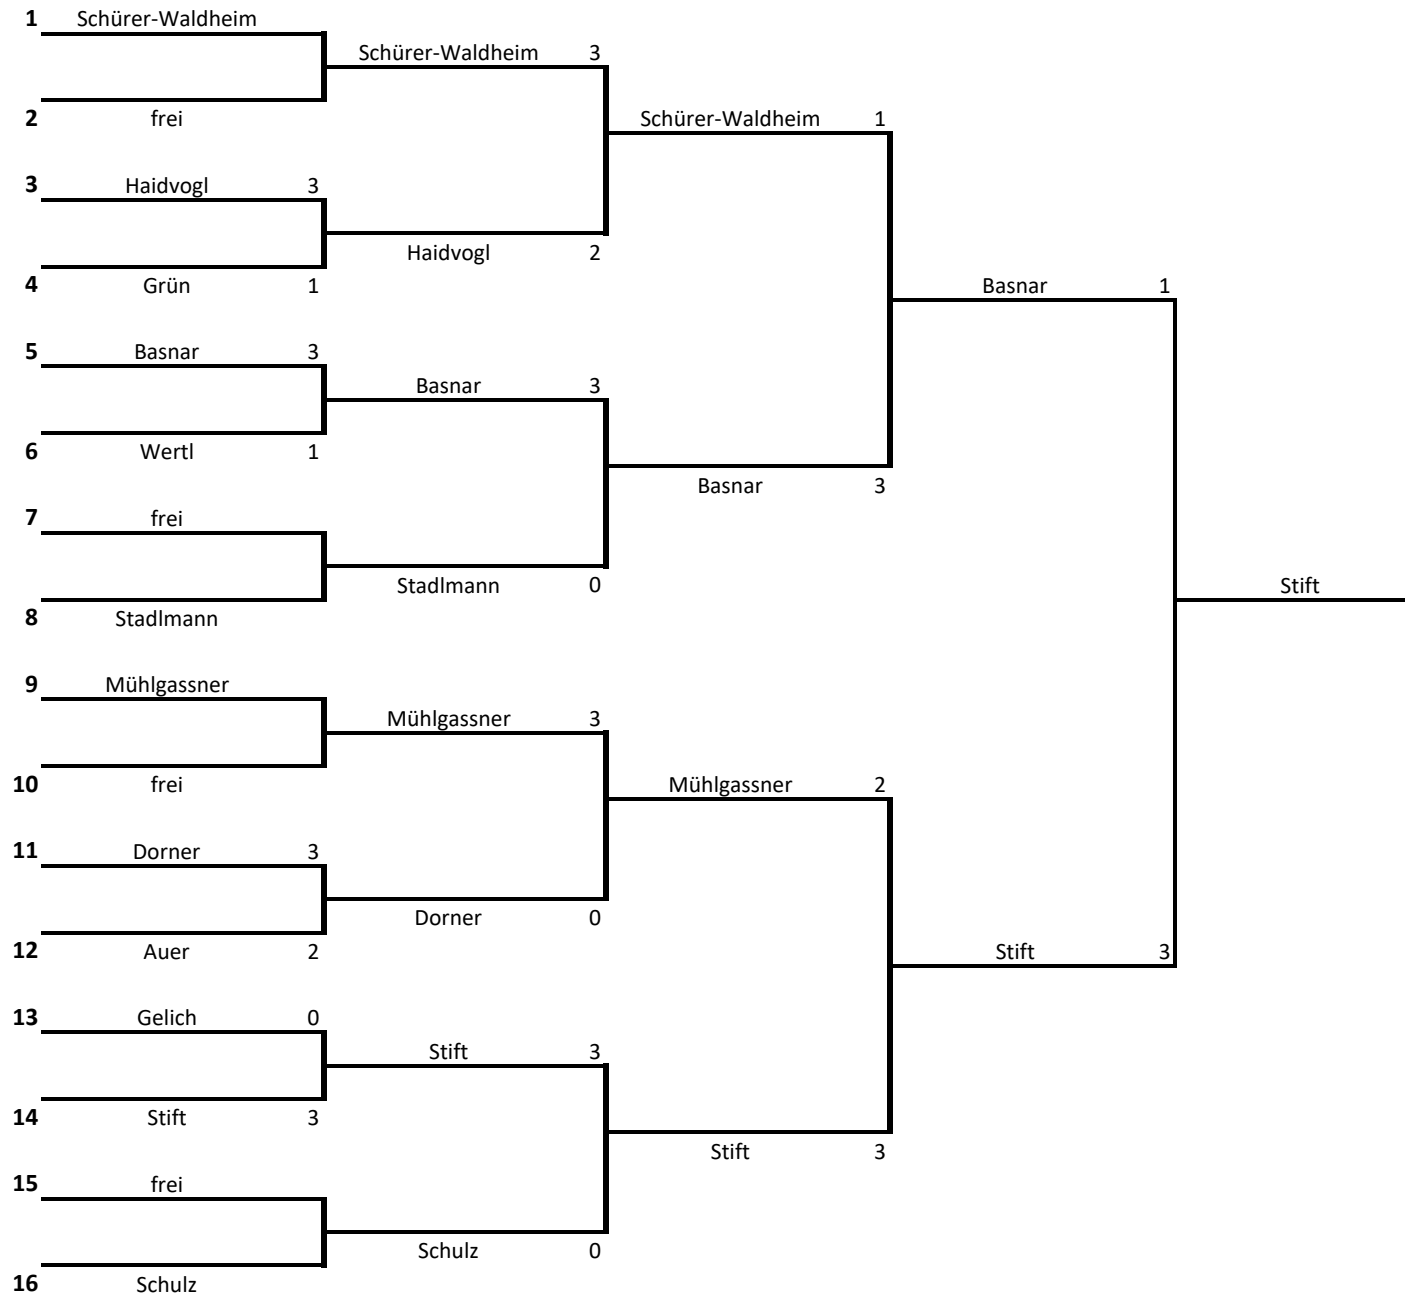 1 Schürer-Waldheim
Schürer-Waldheim 3
2 frei
Schürer-Waldheim 1
3 Haidvogl 3
Haidvogl 2
4 Grün 1
Basnar 1
5 Basnar 3
Basnar 3
6 Wertl 1
Basnar 3
7 frei
Stadlmann 0
Stift
8 Stadlmann
9 Mühlgassner
Mühlgassner 3
10 frei
Mühlgassner 2
11 Dorner 3
Dorner 0
12 Auer 2
Stift 3
13 Gelich 0
Stift 3
14 Stift 3
Stift 3
15 frei
Schulz 0
16 Schulz